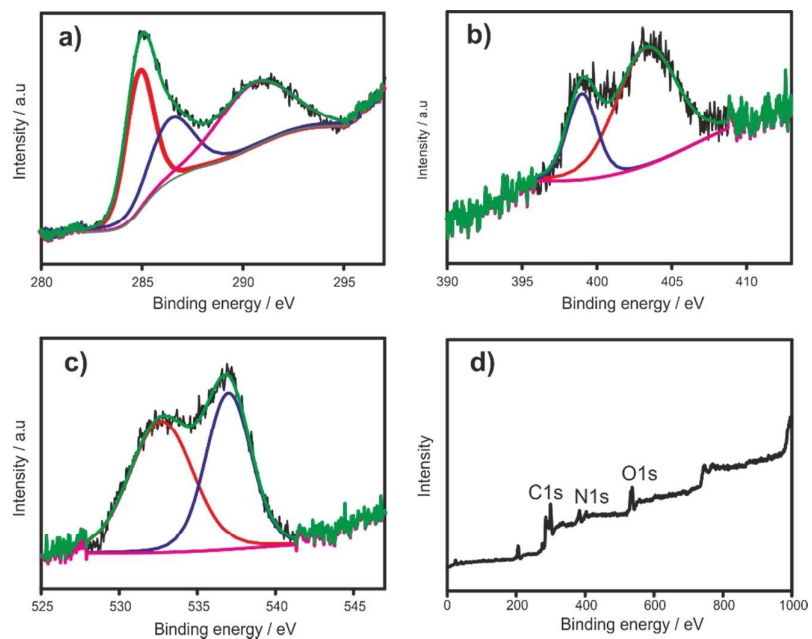 a)
Intensity / a.u
280 285 290 295
Binding energy / eV
b)
Intensity / a.u
390 395 400 405 410
Binding energy / eV
c)
Intensity / a.u
525 530 535 540 545
Binding energy / eV
d)
C1s N1s O1s
Intensity
0 200 400 600 800 1000
Binding energy / eV